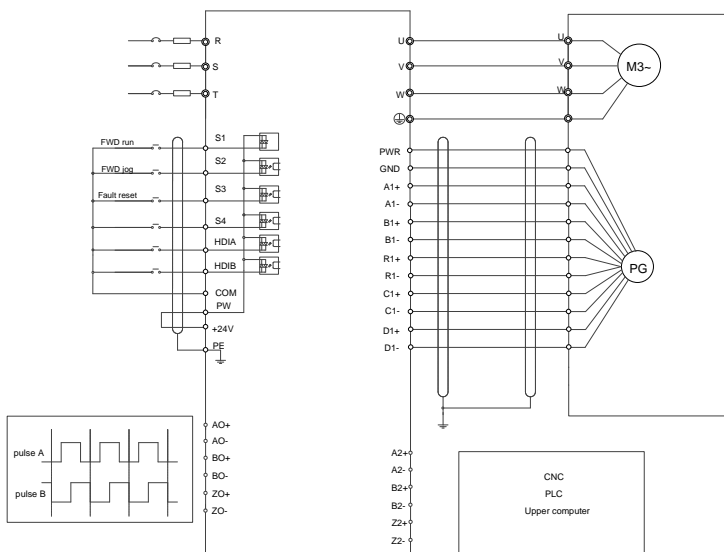 R
S
T
U
V
W
U
V
W
M3~
S1
FWD run
S2
FWD jog
S3
Fault reset
S4
HDIA
HDIB
COM
PW
+24V
PE
PWR
GND
A1+
A1-
B1+
B1-
R1+
R1-
C1+
C1-
D1+
D1-
PG
AO+
AO-
BO+
BO-
ZO+
ZO-
pulse A
pulse B
A2+
A2-
B2+
B2-
Z2+
Z2-
CNC
PLC
Upper computer